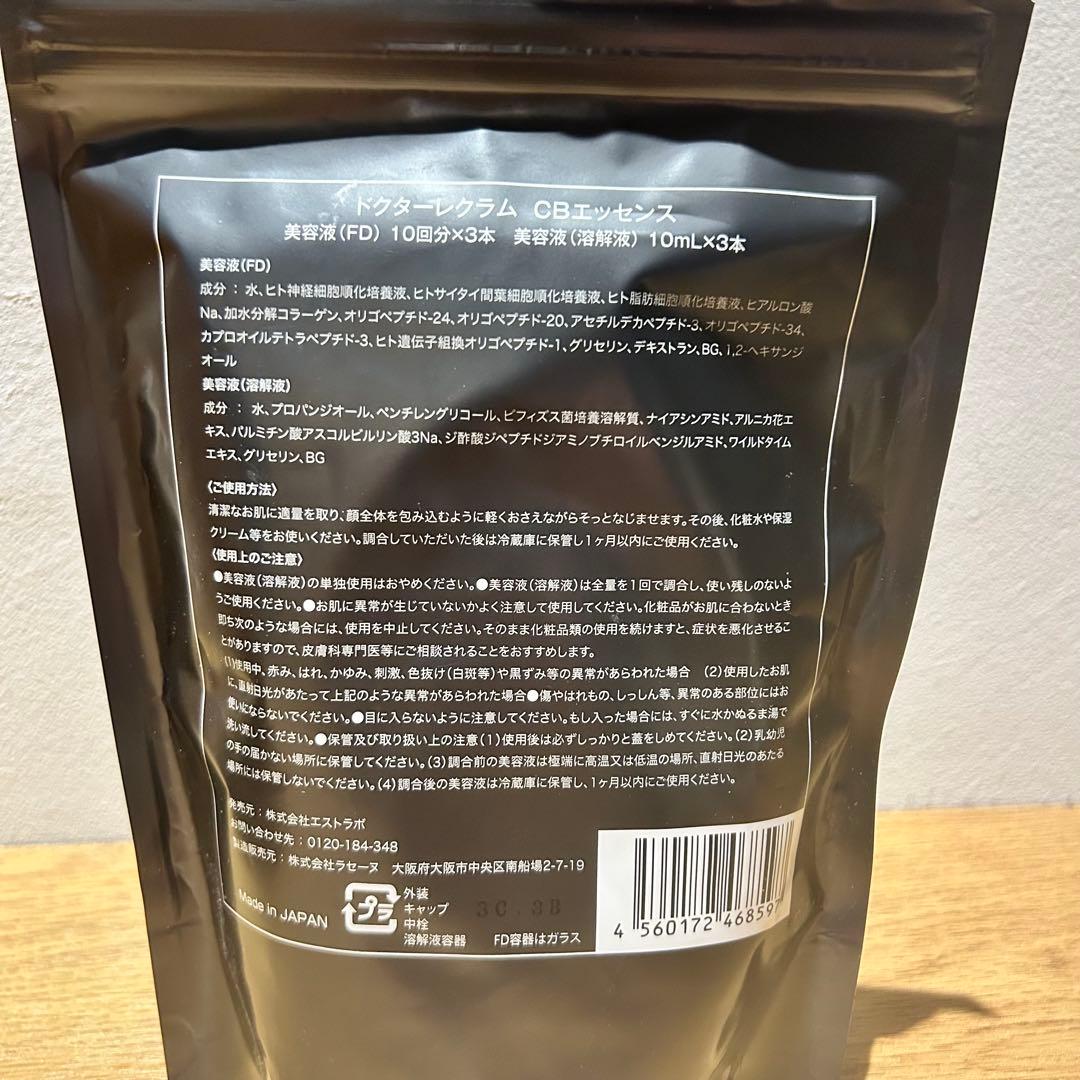 ドクターレクラム CBエッセンス
美容液(FD) 10回分×3本 美容液(溶解液) 10mL×3本
美容液(FD)
成分 : 水、ヒト神経細胞順化培養液、ヒトサイタイ間葉細胞順化培養液、ヒト脂肪細胞順化培養液、ヒアルロン酸
Na、加水分解コラーゲン、オリゴペプチド-24、オリゴペプチド-20、アセチルデカペプチド-3、オリゴペプチド-34、
カプロオイルテトラペプチド-3、ヒト遺伝子組換オリゴペプチド-1、グリセリン、デキストラン、BG、1,2-ヘキサンジ
オール
美容液(溶解液)
成分 : 水、プロパンジオール、ペンチレングリコール、ビフィズス菌培養溶解質、ナイアシンアミド、アルニカ花エ
キス、パルミチン酸アスコルビルリン酸3Na、ジ酢酸ジペプチドジアミノブチロイルベンジルアミド、ワイルドタイム
エキス、グリセリン、BG
《ご使用方法》
清潔なお肌に適量を取り、顔全体を包み込むように軽くおさえながらそっとなじませます。その後、化粧水や保湿
クリーム等をお使いください。調合していただいた後は冷蔵庫に保管し1ヶ月以内にご使用ください。
《使用上のご注意》
●美容液(溶解液)の単独使用はおやめください。●美容液(溶解液)は全量を1回で調合し、使い残しのないよ
うご使用ください。●お肌に異常が生じていないかよく注意して使用してください。化粧品がお肌に合わないとき
即ち次のような場合には、使用を中止してください。そのまま化粧品類の使用を続けますと、症状を悪化させるこ
とがありますので、皮膚科専門医等にご相談されることをおすすめします。
(1)使用中、赤み、はれ、かゆみ、刺激、色抜け(白斑等)や黒ずみ等の異常があらわれた場合 (2)使用したお肌
に、直射日光があたって上記のような異常があらわれた場合●傷やはれもの、しっしん等、異常のある部位にはお
使いにならないでください。●目に入らないように注意してください。もし入った場合には、すぐに水かぬるま湯で
洗い流してください。●保管及び取り扱い上の注意(1)使用後は必ずしっかりと蓋をしめてください。(2)乳幼児
の手の届かない場所に保管してください。(3)調合前の美容液は極端に高温又は低温の場所、直射日光のあたる
場所には保管しないでください。(4)調合後の美容液は冷蔵庫に保管し、1ヶ月以内にご使用ください。
発売元 : 株式会社エストラボ
お問い合わせ先 : 0120-184-348
製造販売元 : 株式会社ラセーヌ 大阪府大阪市中央区南船場2-7-19
Made in JAPAN
プラ
外装
キャップ
中栓
溶解液容器 FD容器はガラス
3C.3B
4 560172 468597